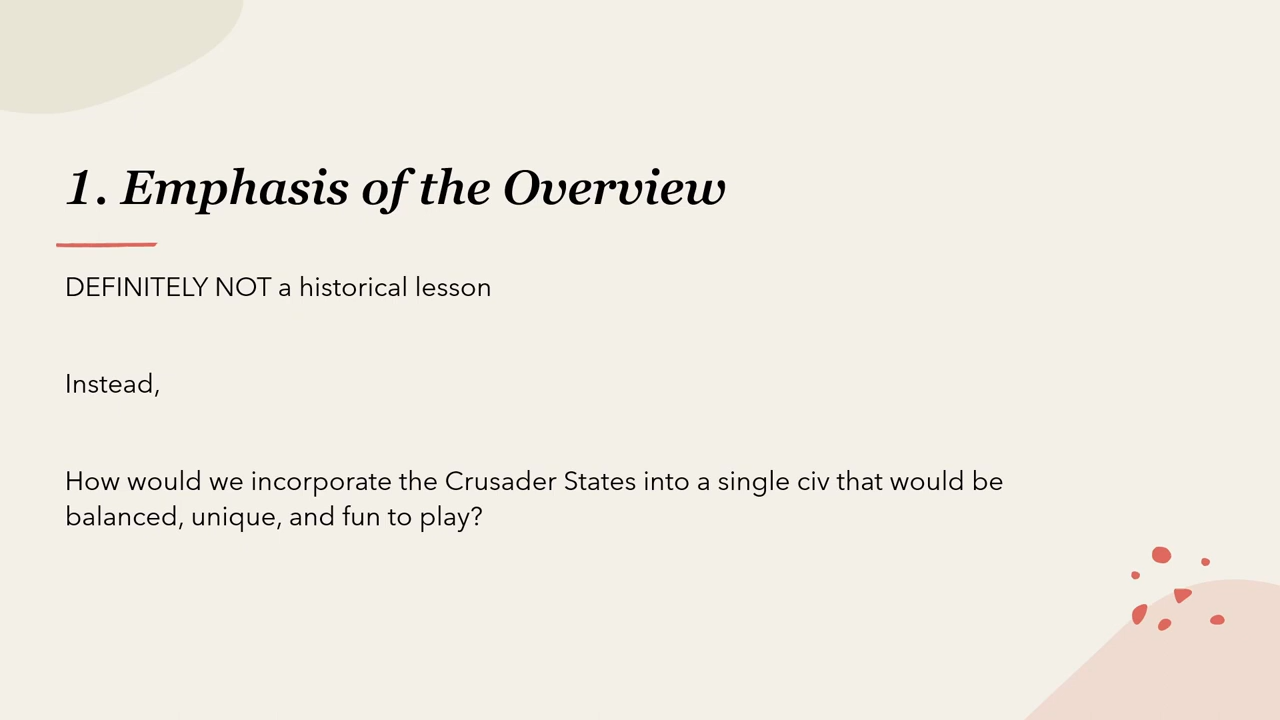 1. Emphasis of the Overview
DEFINITELY NOT a historical lesson
Instead,
How would we incorporate the Crusader States into a single civ that would be
balanced, unique, and fun to play?